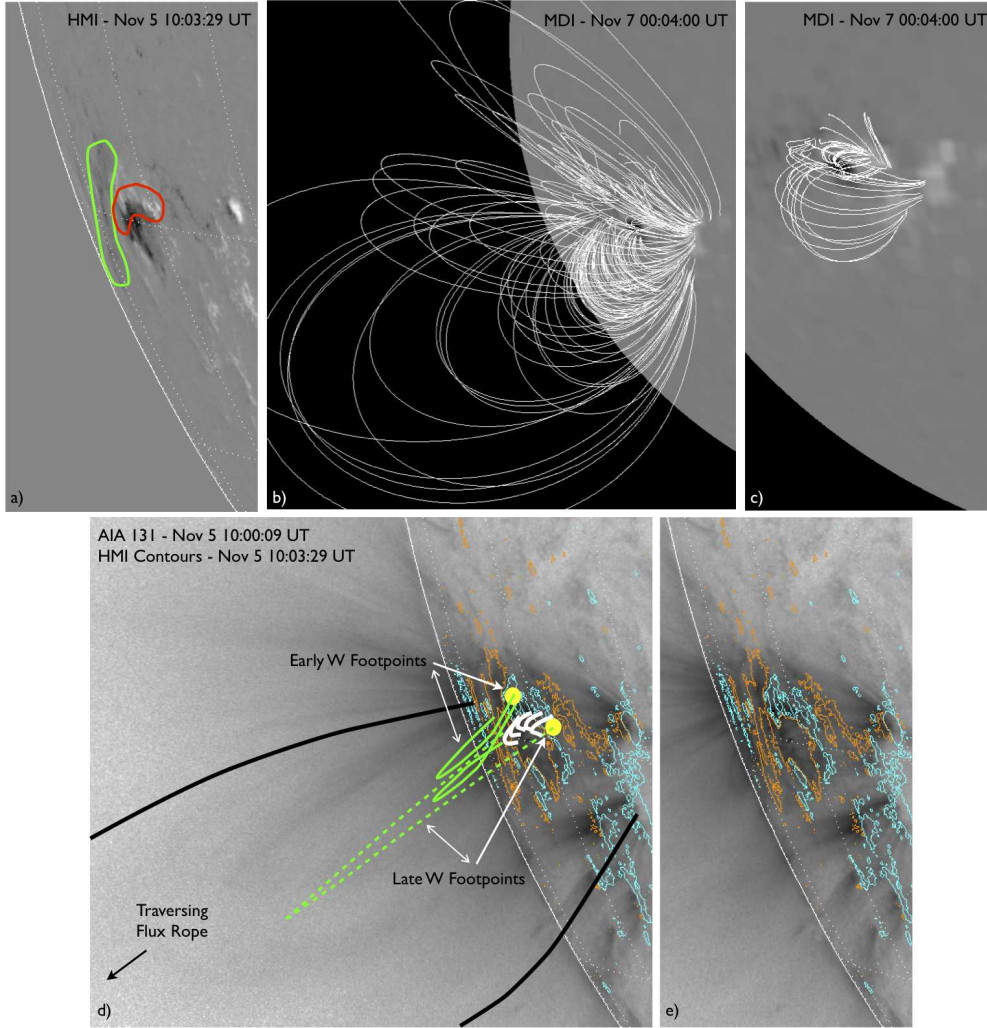 HMI - Nov 5 10:03:29 UT
a)
MDI - Nov 7 00:04:00 UT
b)
MDI - Nov 7 00:04:00 UT
c)
AIA 131 - Nov 5 10:00:09 UT
HMI Contours - Nov 5 10:03:29 UT
Early W Footpoints
Late W Footpoints
Traversing
Flux Rope
d)
e)